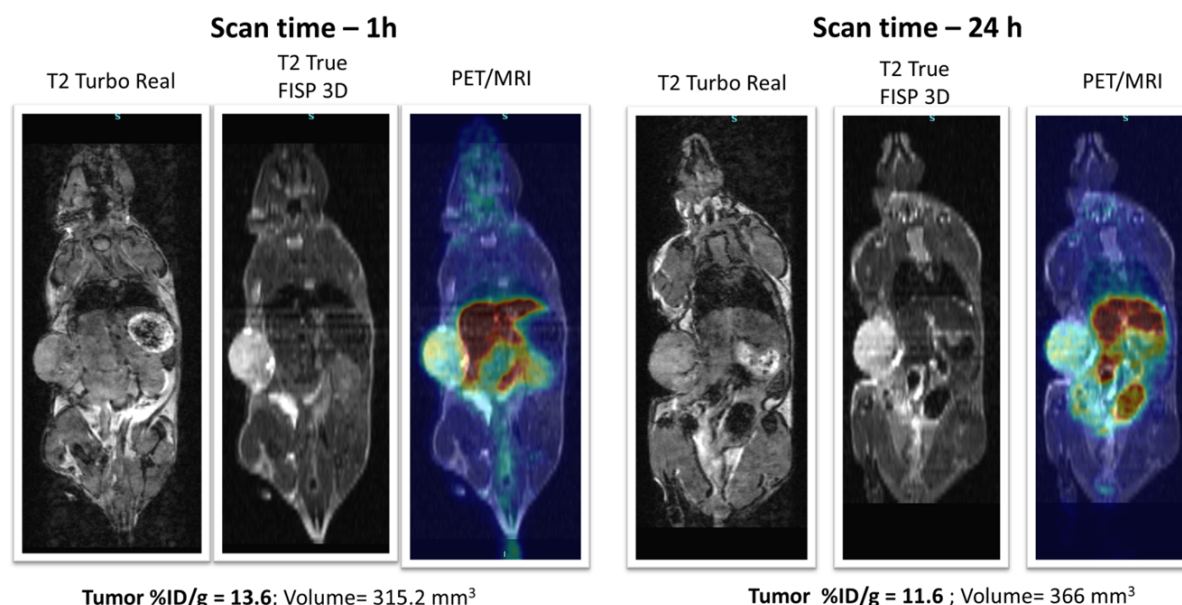 Scan time – 1h
T2 Turbo Real
T2 True
FISP 3D
PET/MRI
S
S
S
Tumor %ID/g = 13.6; Volume= 315.2 mm³
Scan time – 24 h
T2 Turbo Real
T2 True
FISP 3D
PET/MRI
S
S
S
Tumor %ID/g = 11.6 ; Volume= 366 mm³